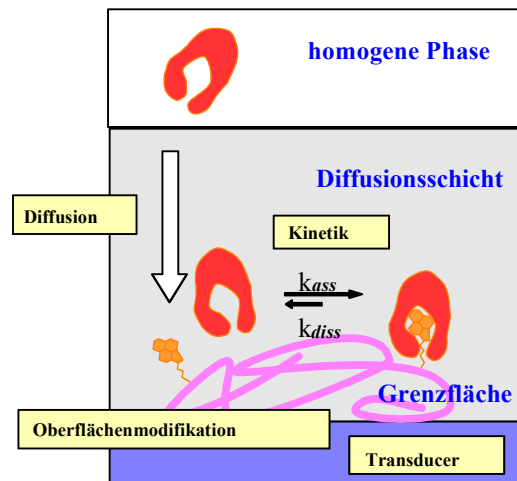 homogene Phase
Diffusionsschicht
Diffusion
Kinetik
kass
kdiss
Grenzfläche
Oberflächenmodifikation
Transducer